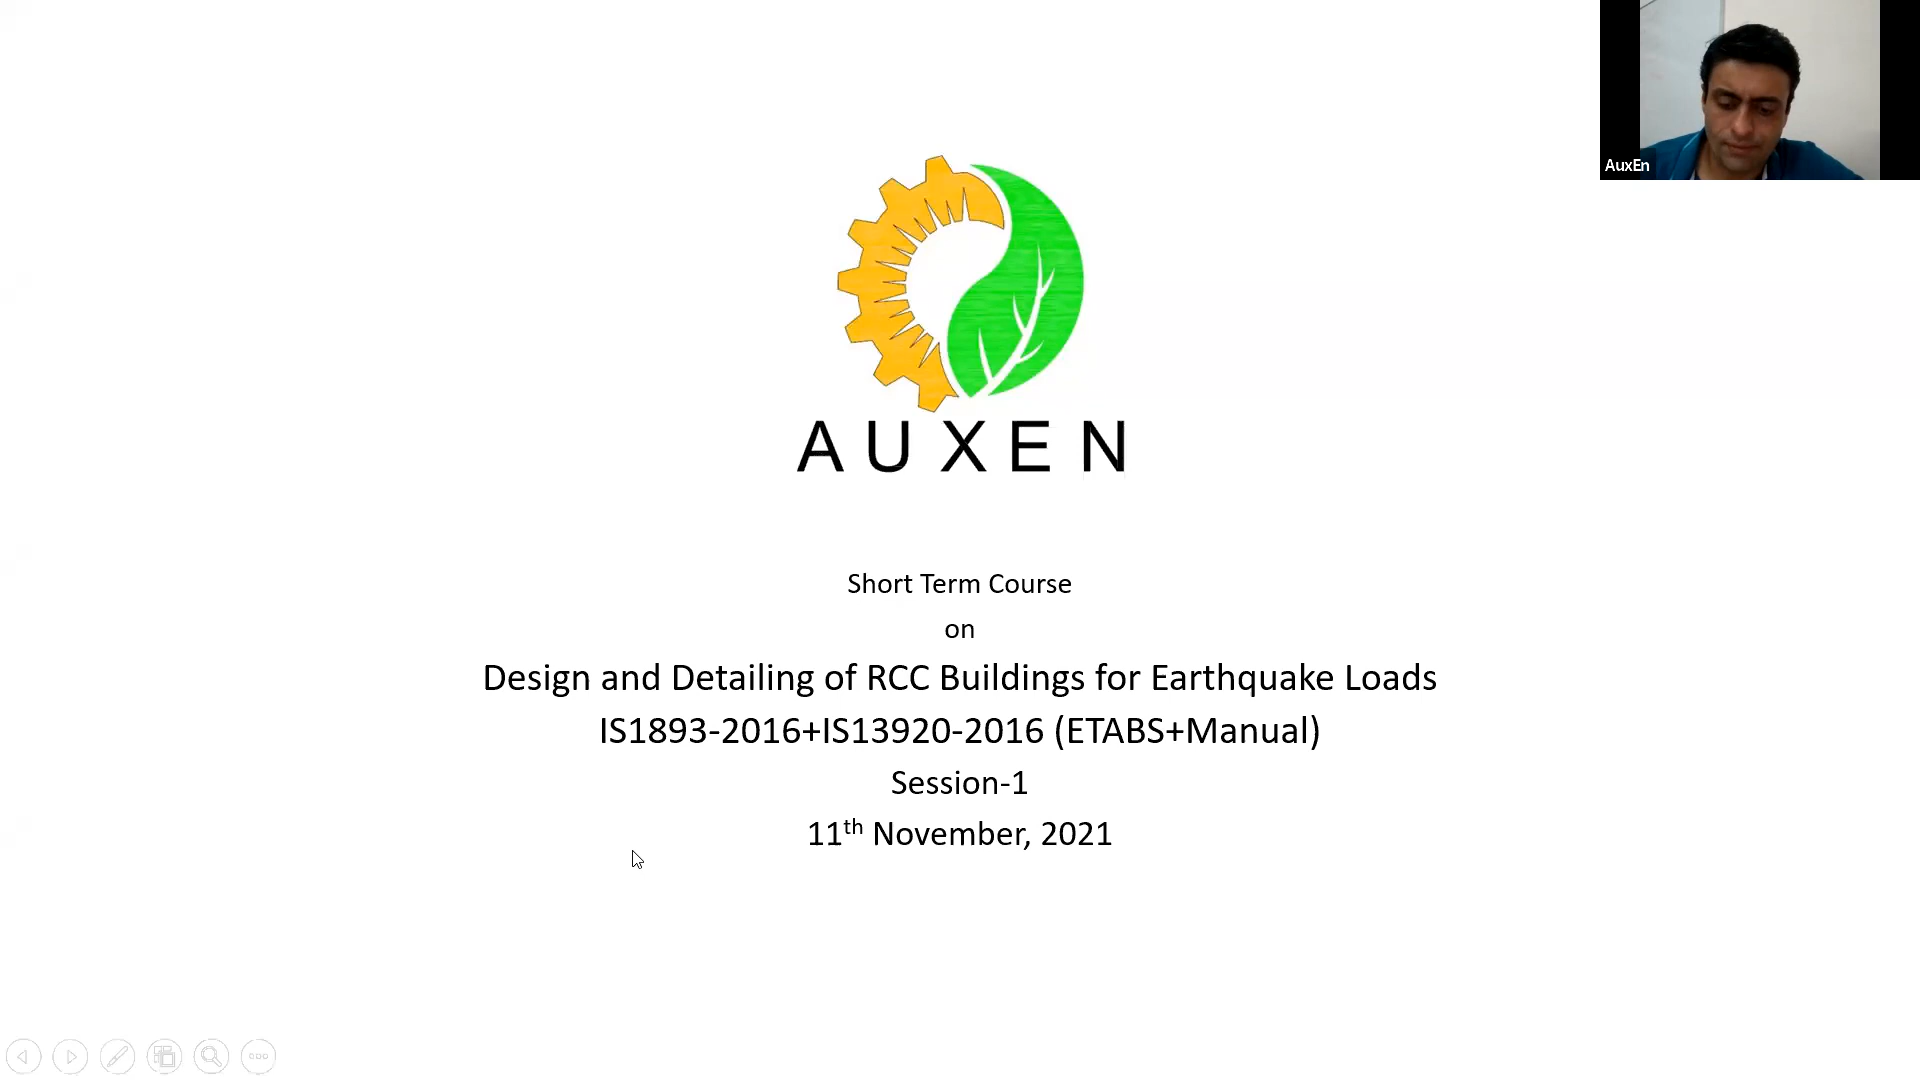 AuxEn
AUXEN
Short Term Course
on
Design and Detailing of RCC Buildings for Earthquake Loads
IS1893-2016+IS13920-2016 (ETABS+Manual)
Session-1
11th November, 2021